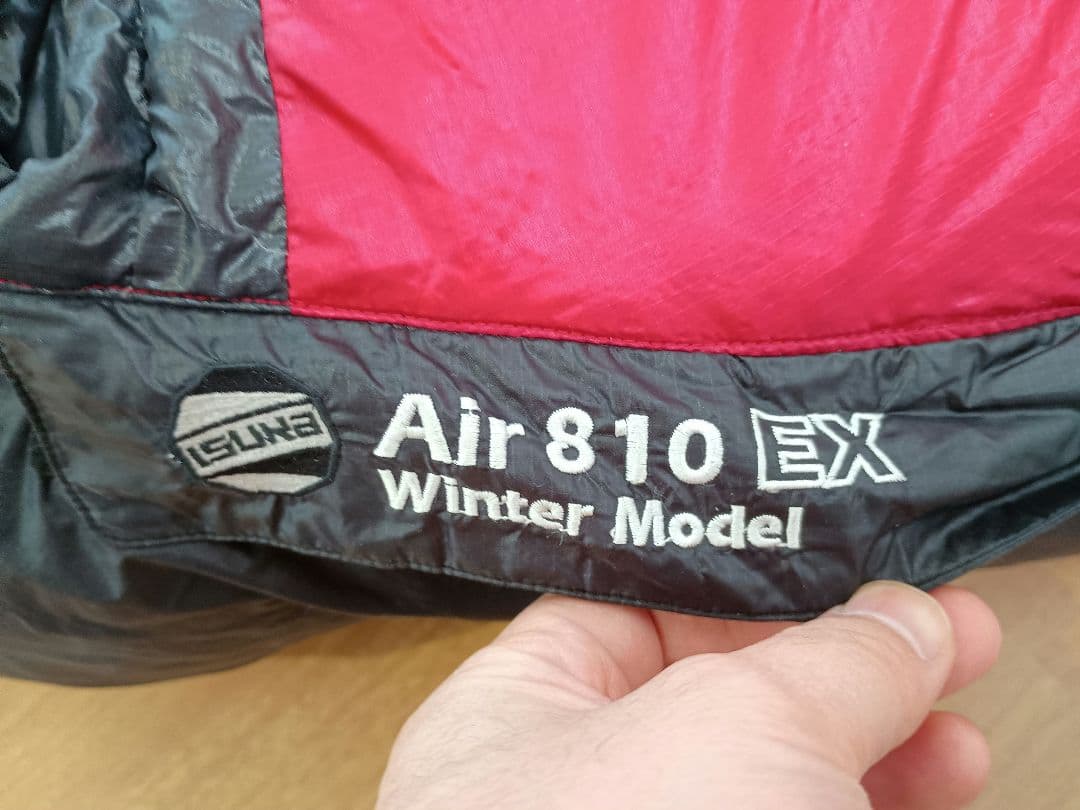 ISUKA
Air 810 EX
Winter Model